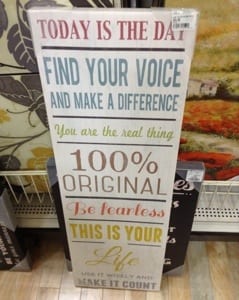 TODAY IS THE DAY
FIND YOUR VOICE
AND MAKE A DIFFERENCE
You are the real thing
100%
ORIGINAL
Be fearless
THIS IS YOUR
Life
USE IT WISELY AND
MAKE IT COUNT